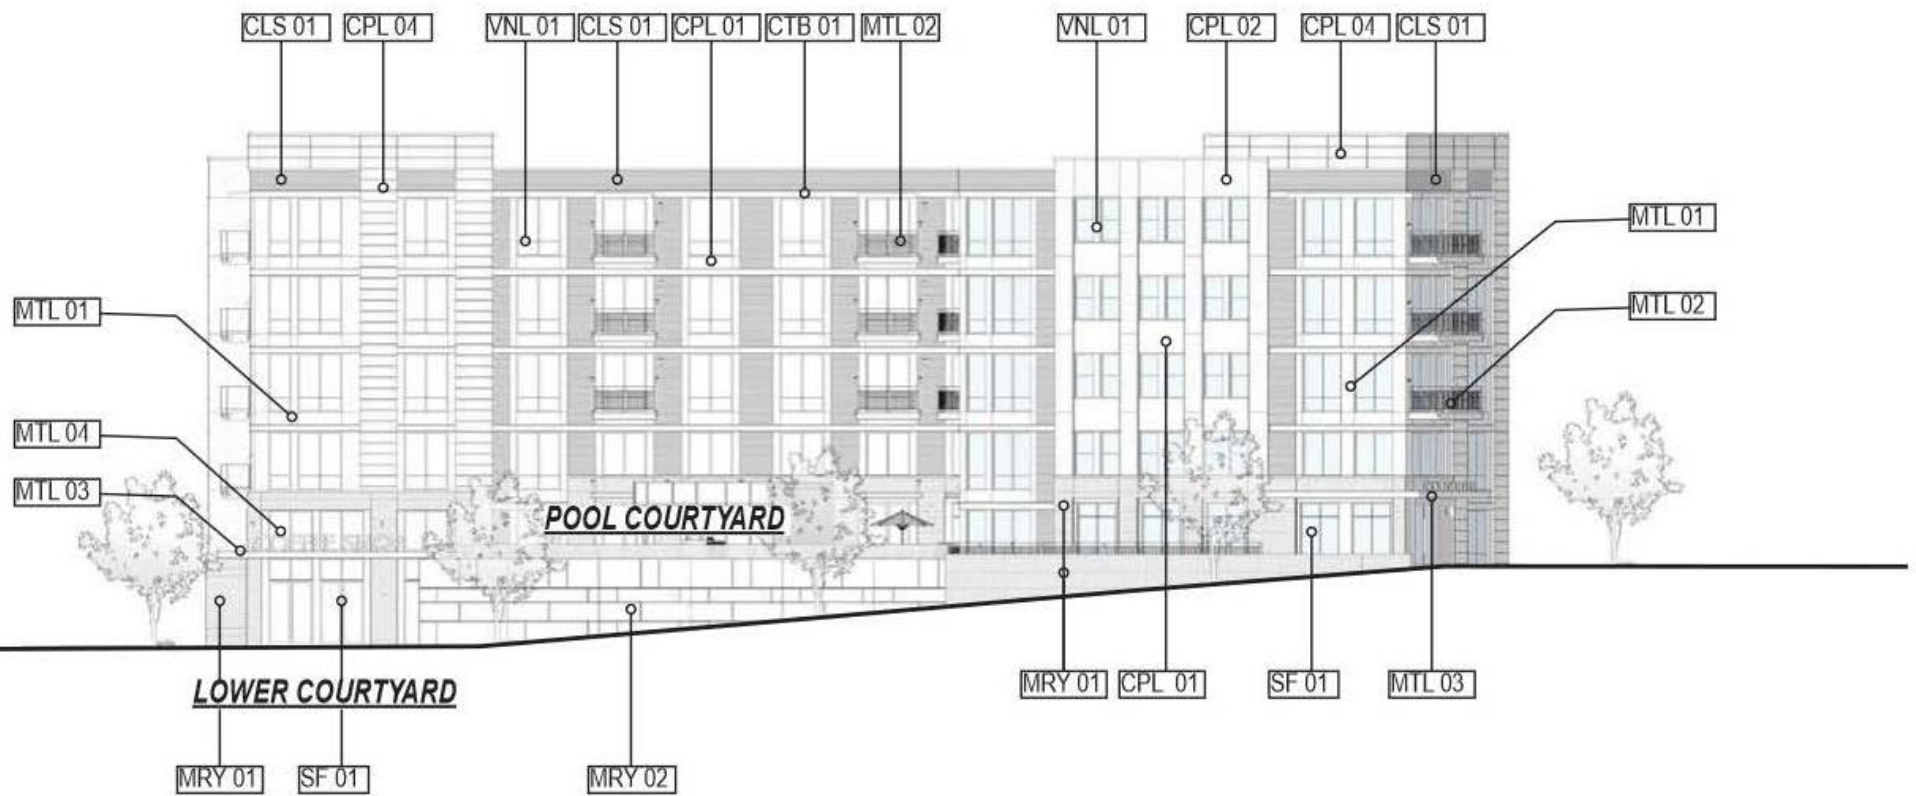 CLS 01
CPL 04
VNL 01
CLS 01
CPL 01
CTB 01
MTL 02
VNL 01
CPL 02
CPL 04
CLS 01
MTL 01
MTL 02
MTL 01
MTL 04
MTL 03
POOL COURTYARD
COFFEE SHOP
LOWER COURTYARD
MRY 01
CPL 01
SF 01
MTL 03
MRY 01
SF 01
MRY 02